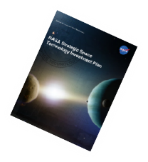 NASA Strategic Space
Technology Investment Plan